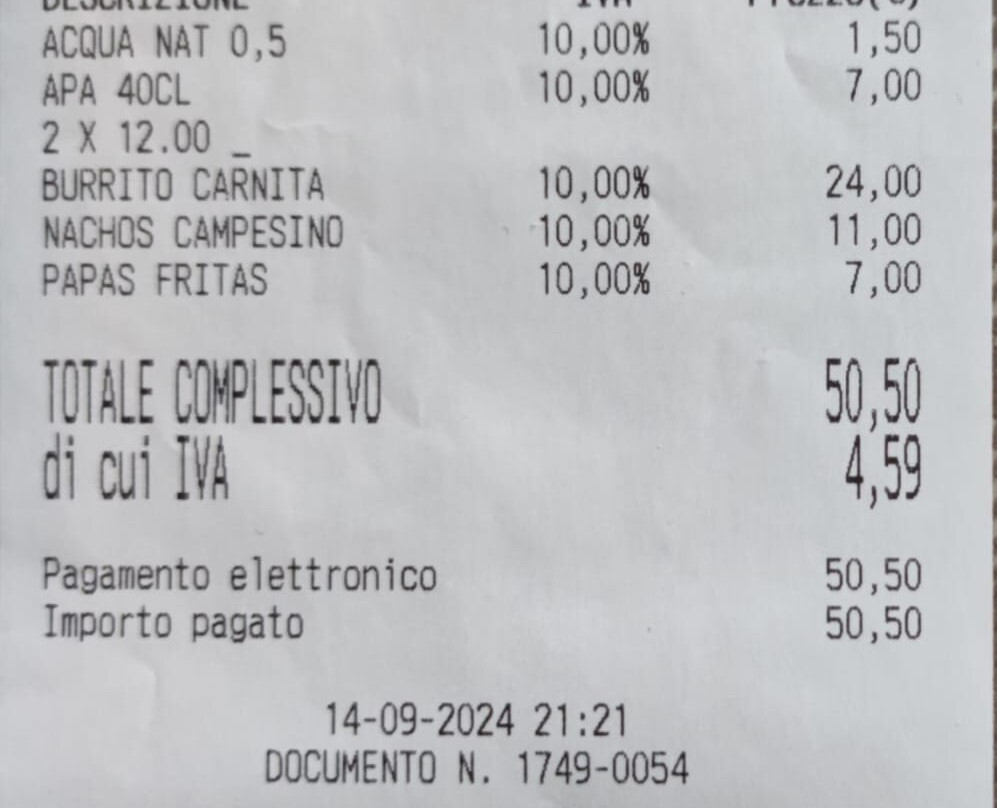 DESCRIZIONE IVA Prezzo(€)
ACQUA NAT 0,5 10,00% 1,50
APA 40CL 10,00% 7,00
2 X 12.00 _
BURRITO CARNITA 10,00% 24,00
NACHOS CAMPESINO 10,00% 11,00
PAPAS FRITAS 10,00% 7,00
TOTALE COMPLESSIVO 50,50
di cui IVA 4,59
Pagamento elettronico 50,50
Importo pagato 50,50
14-09-2024 21:21
DOCUMENTO N. 1749-0054